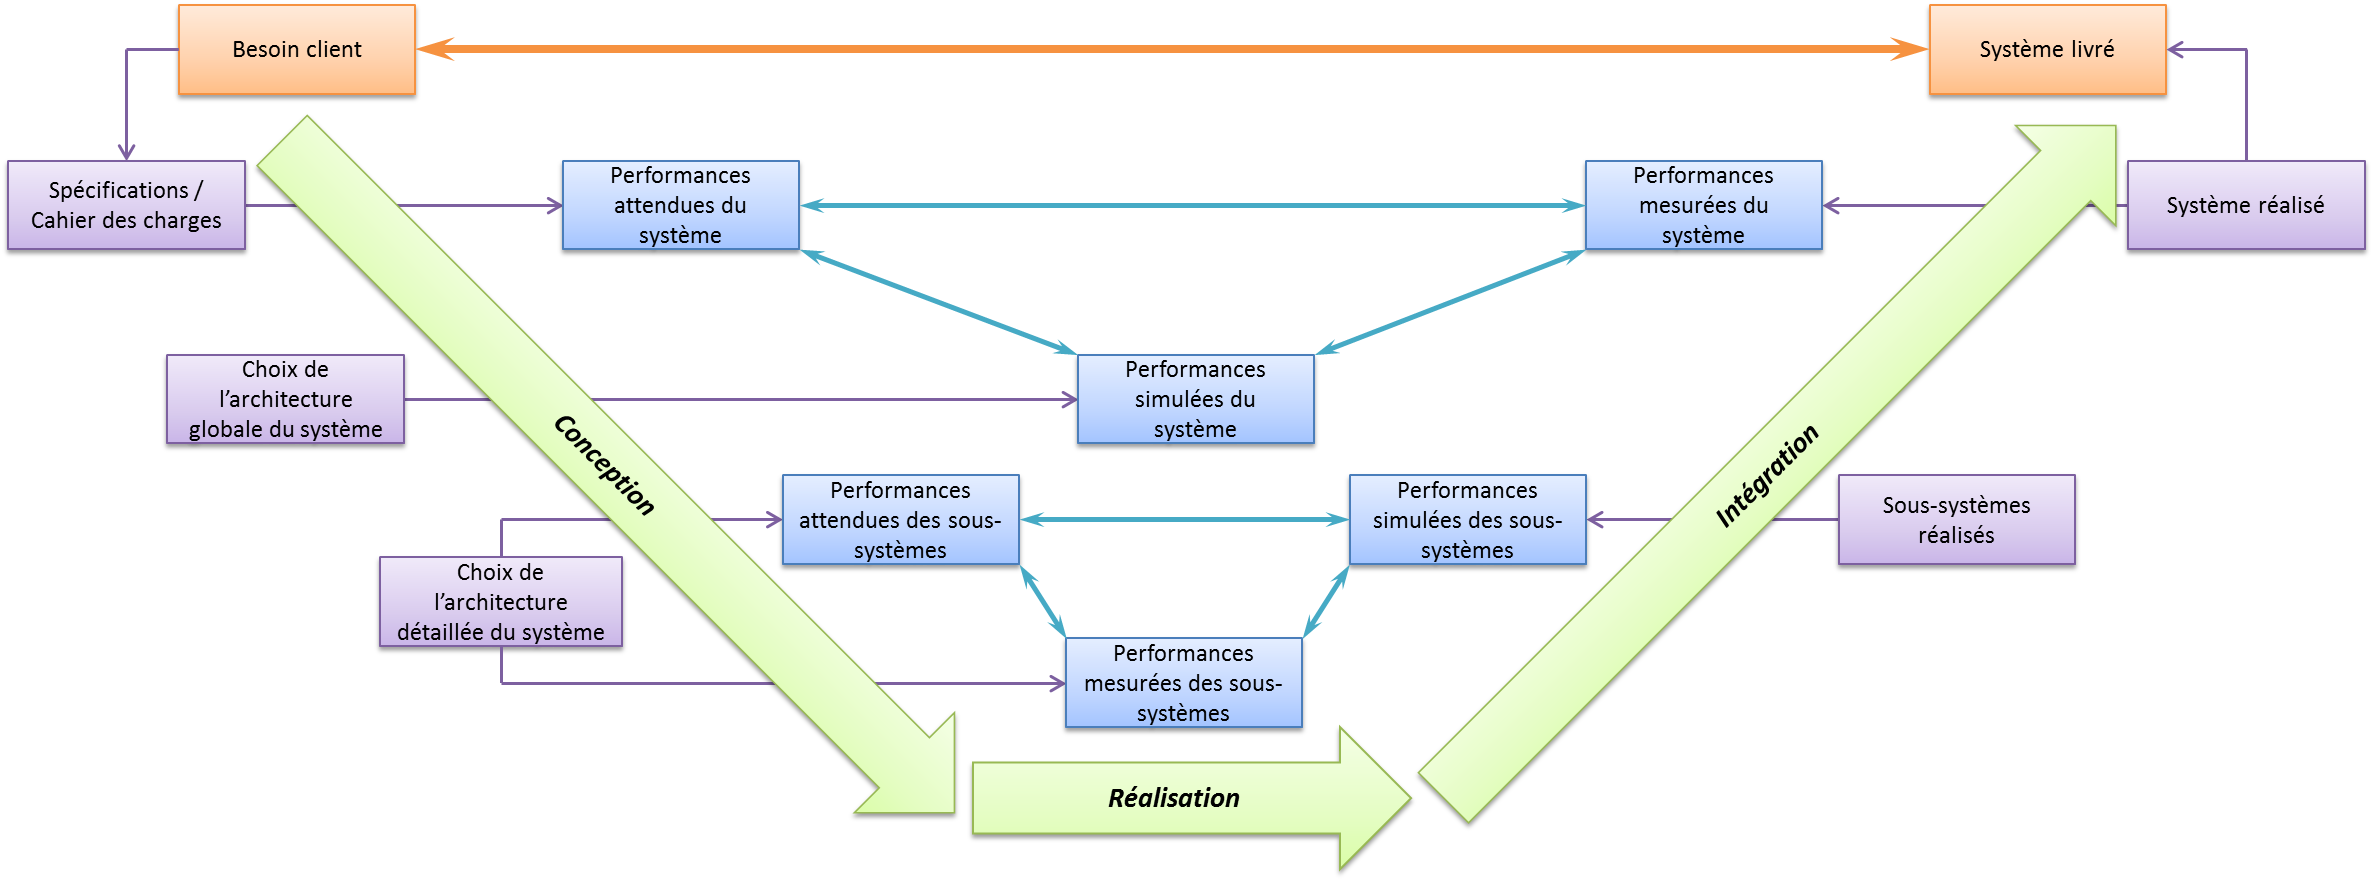 Besoin client
Système livré
Spécifications /
Cahier des charges
Performances
attendues du
système
Performances
mesurées du
système
Système réalisé
Choix de
l’architecture
globale du système
Performances
simulées du
système
Conception
Intégration
Performances
attendues des sous-
systèmes
Performances
simulées des sous-
systèmes
Sous-systèmes
réalisés
Choix de
l’architecture
détaillée du système
Performances
mesurées des sous-
systèmes
Réalisation